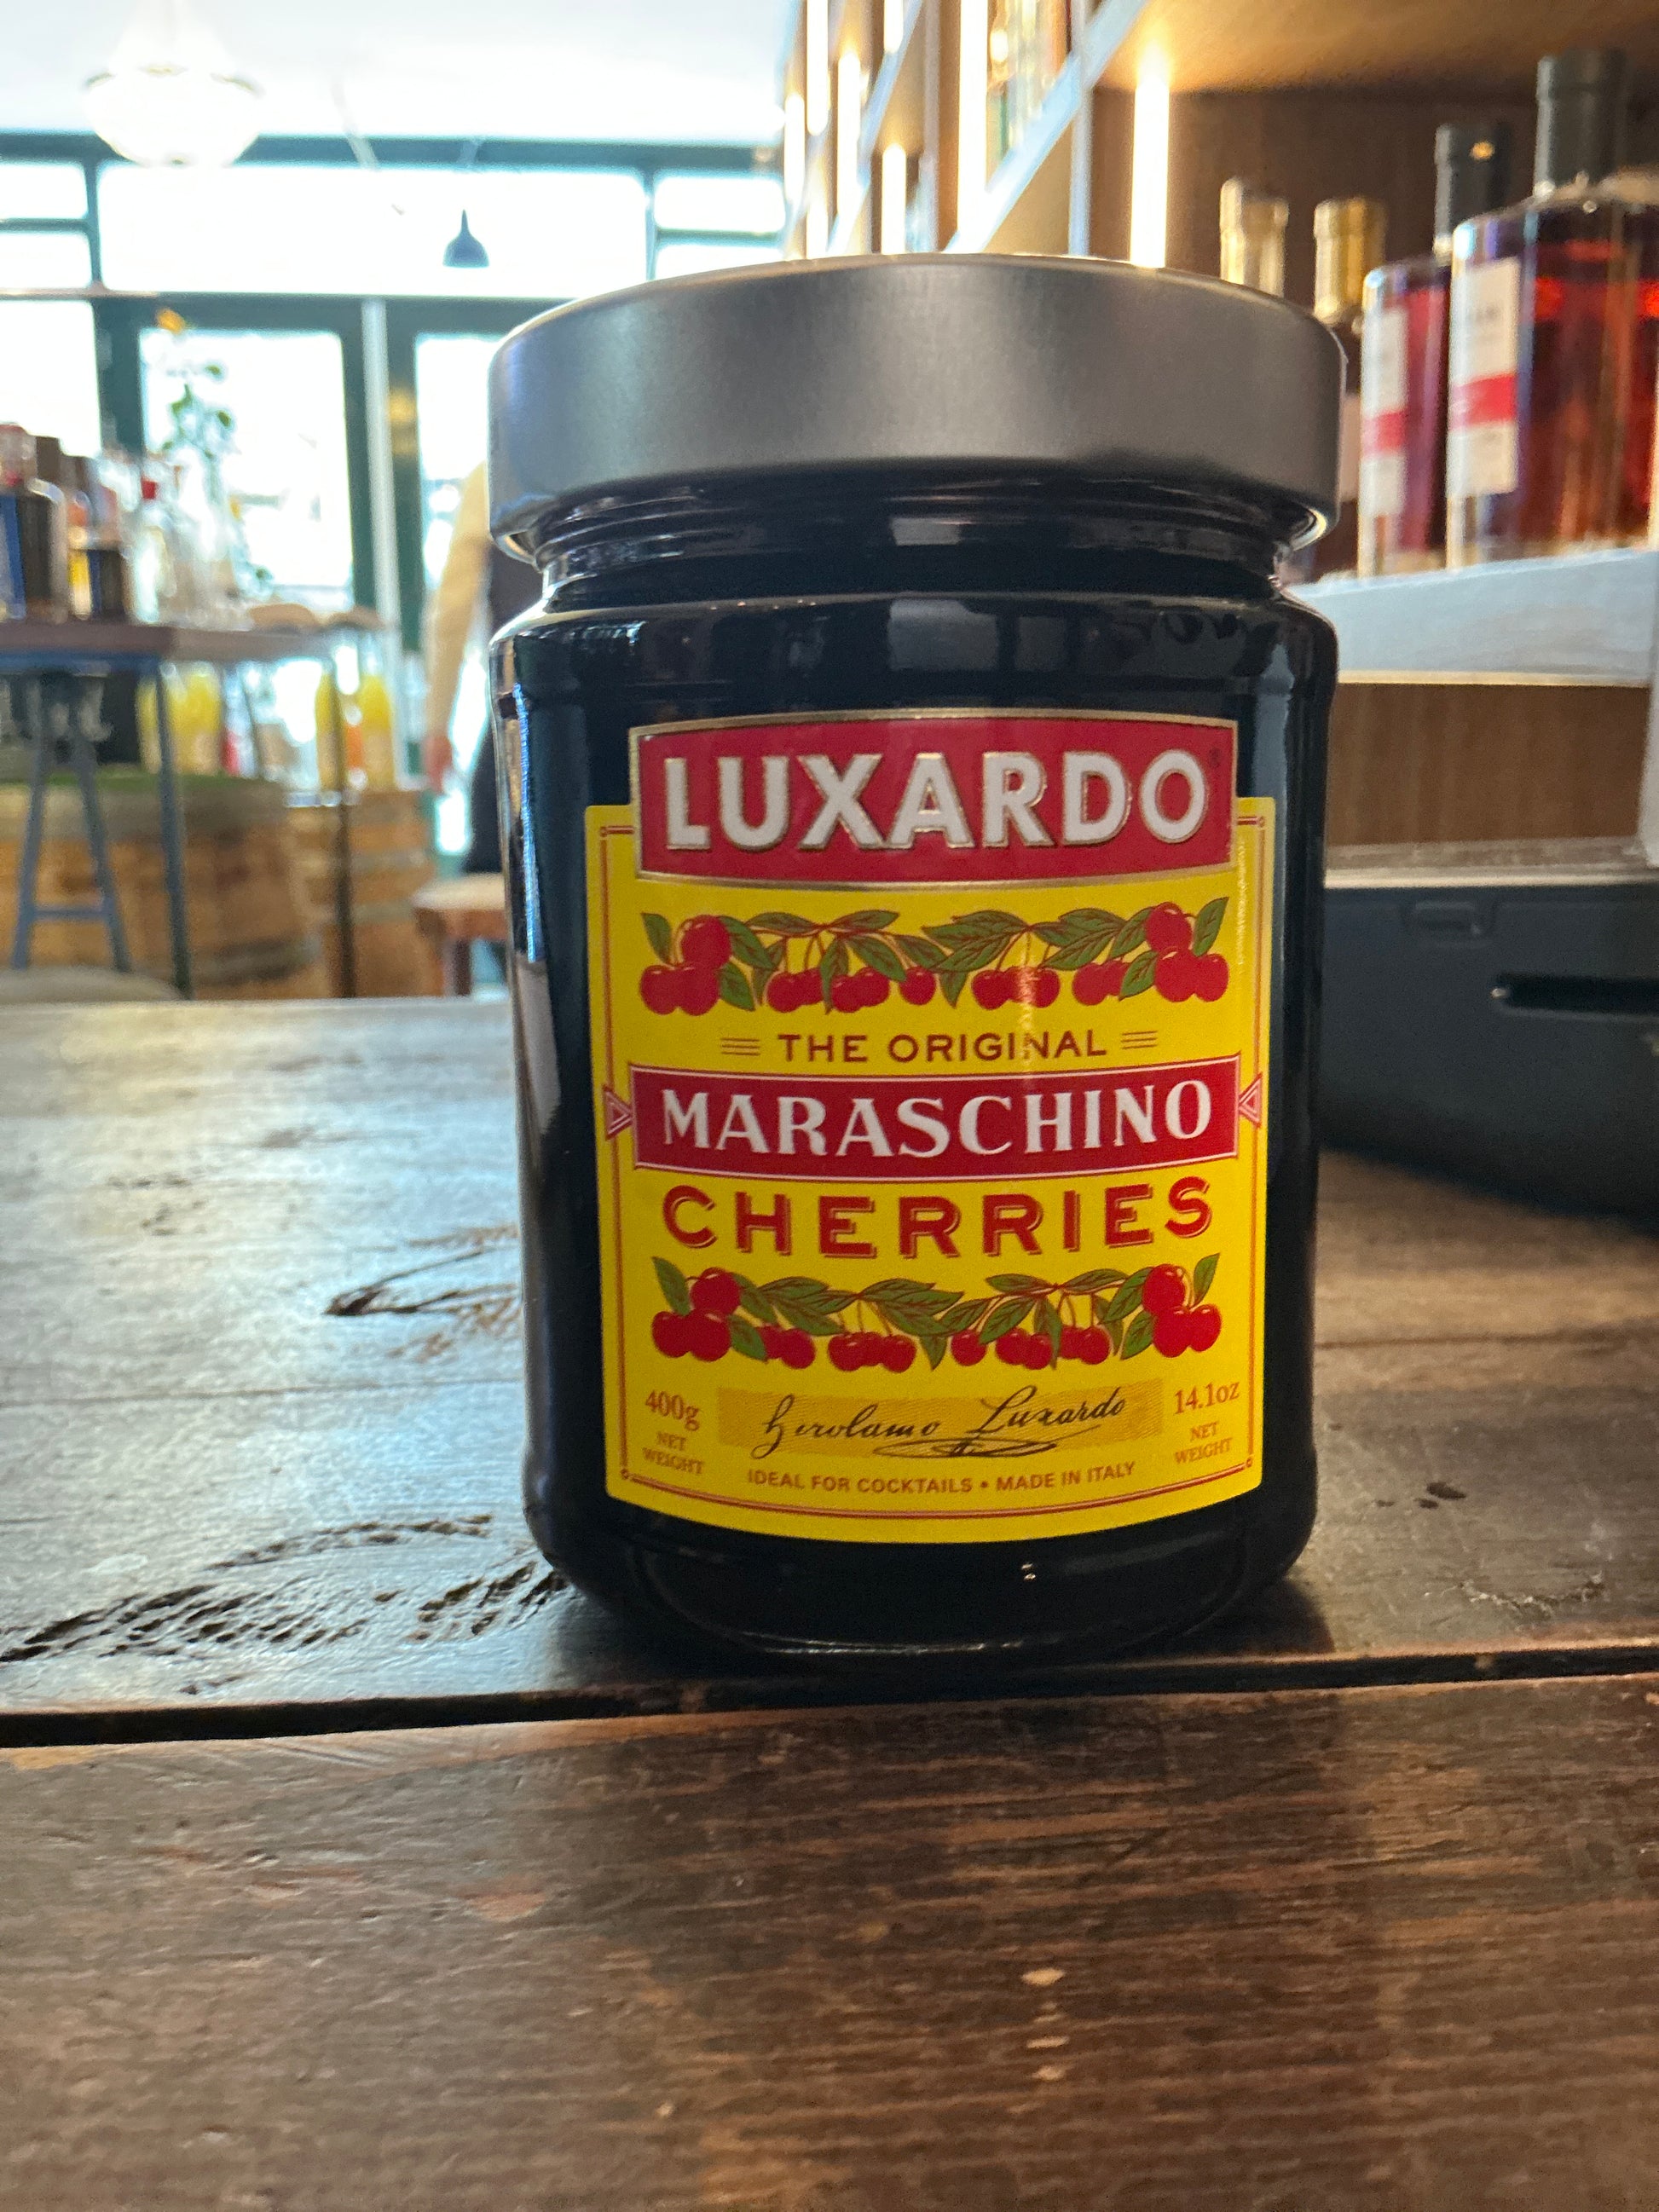 LUXARDO®
THE ORIGINAL
MARASCHINO
CHERRIES
400g
NET
WEIGHT
Girolamo Luxardo
14.1oz
NET
WEIGHT
IDEAL FOR COCKTAILS • MADE IN ITALY